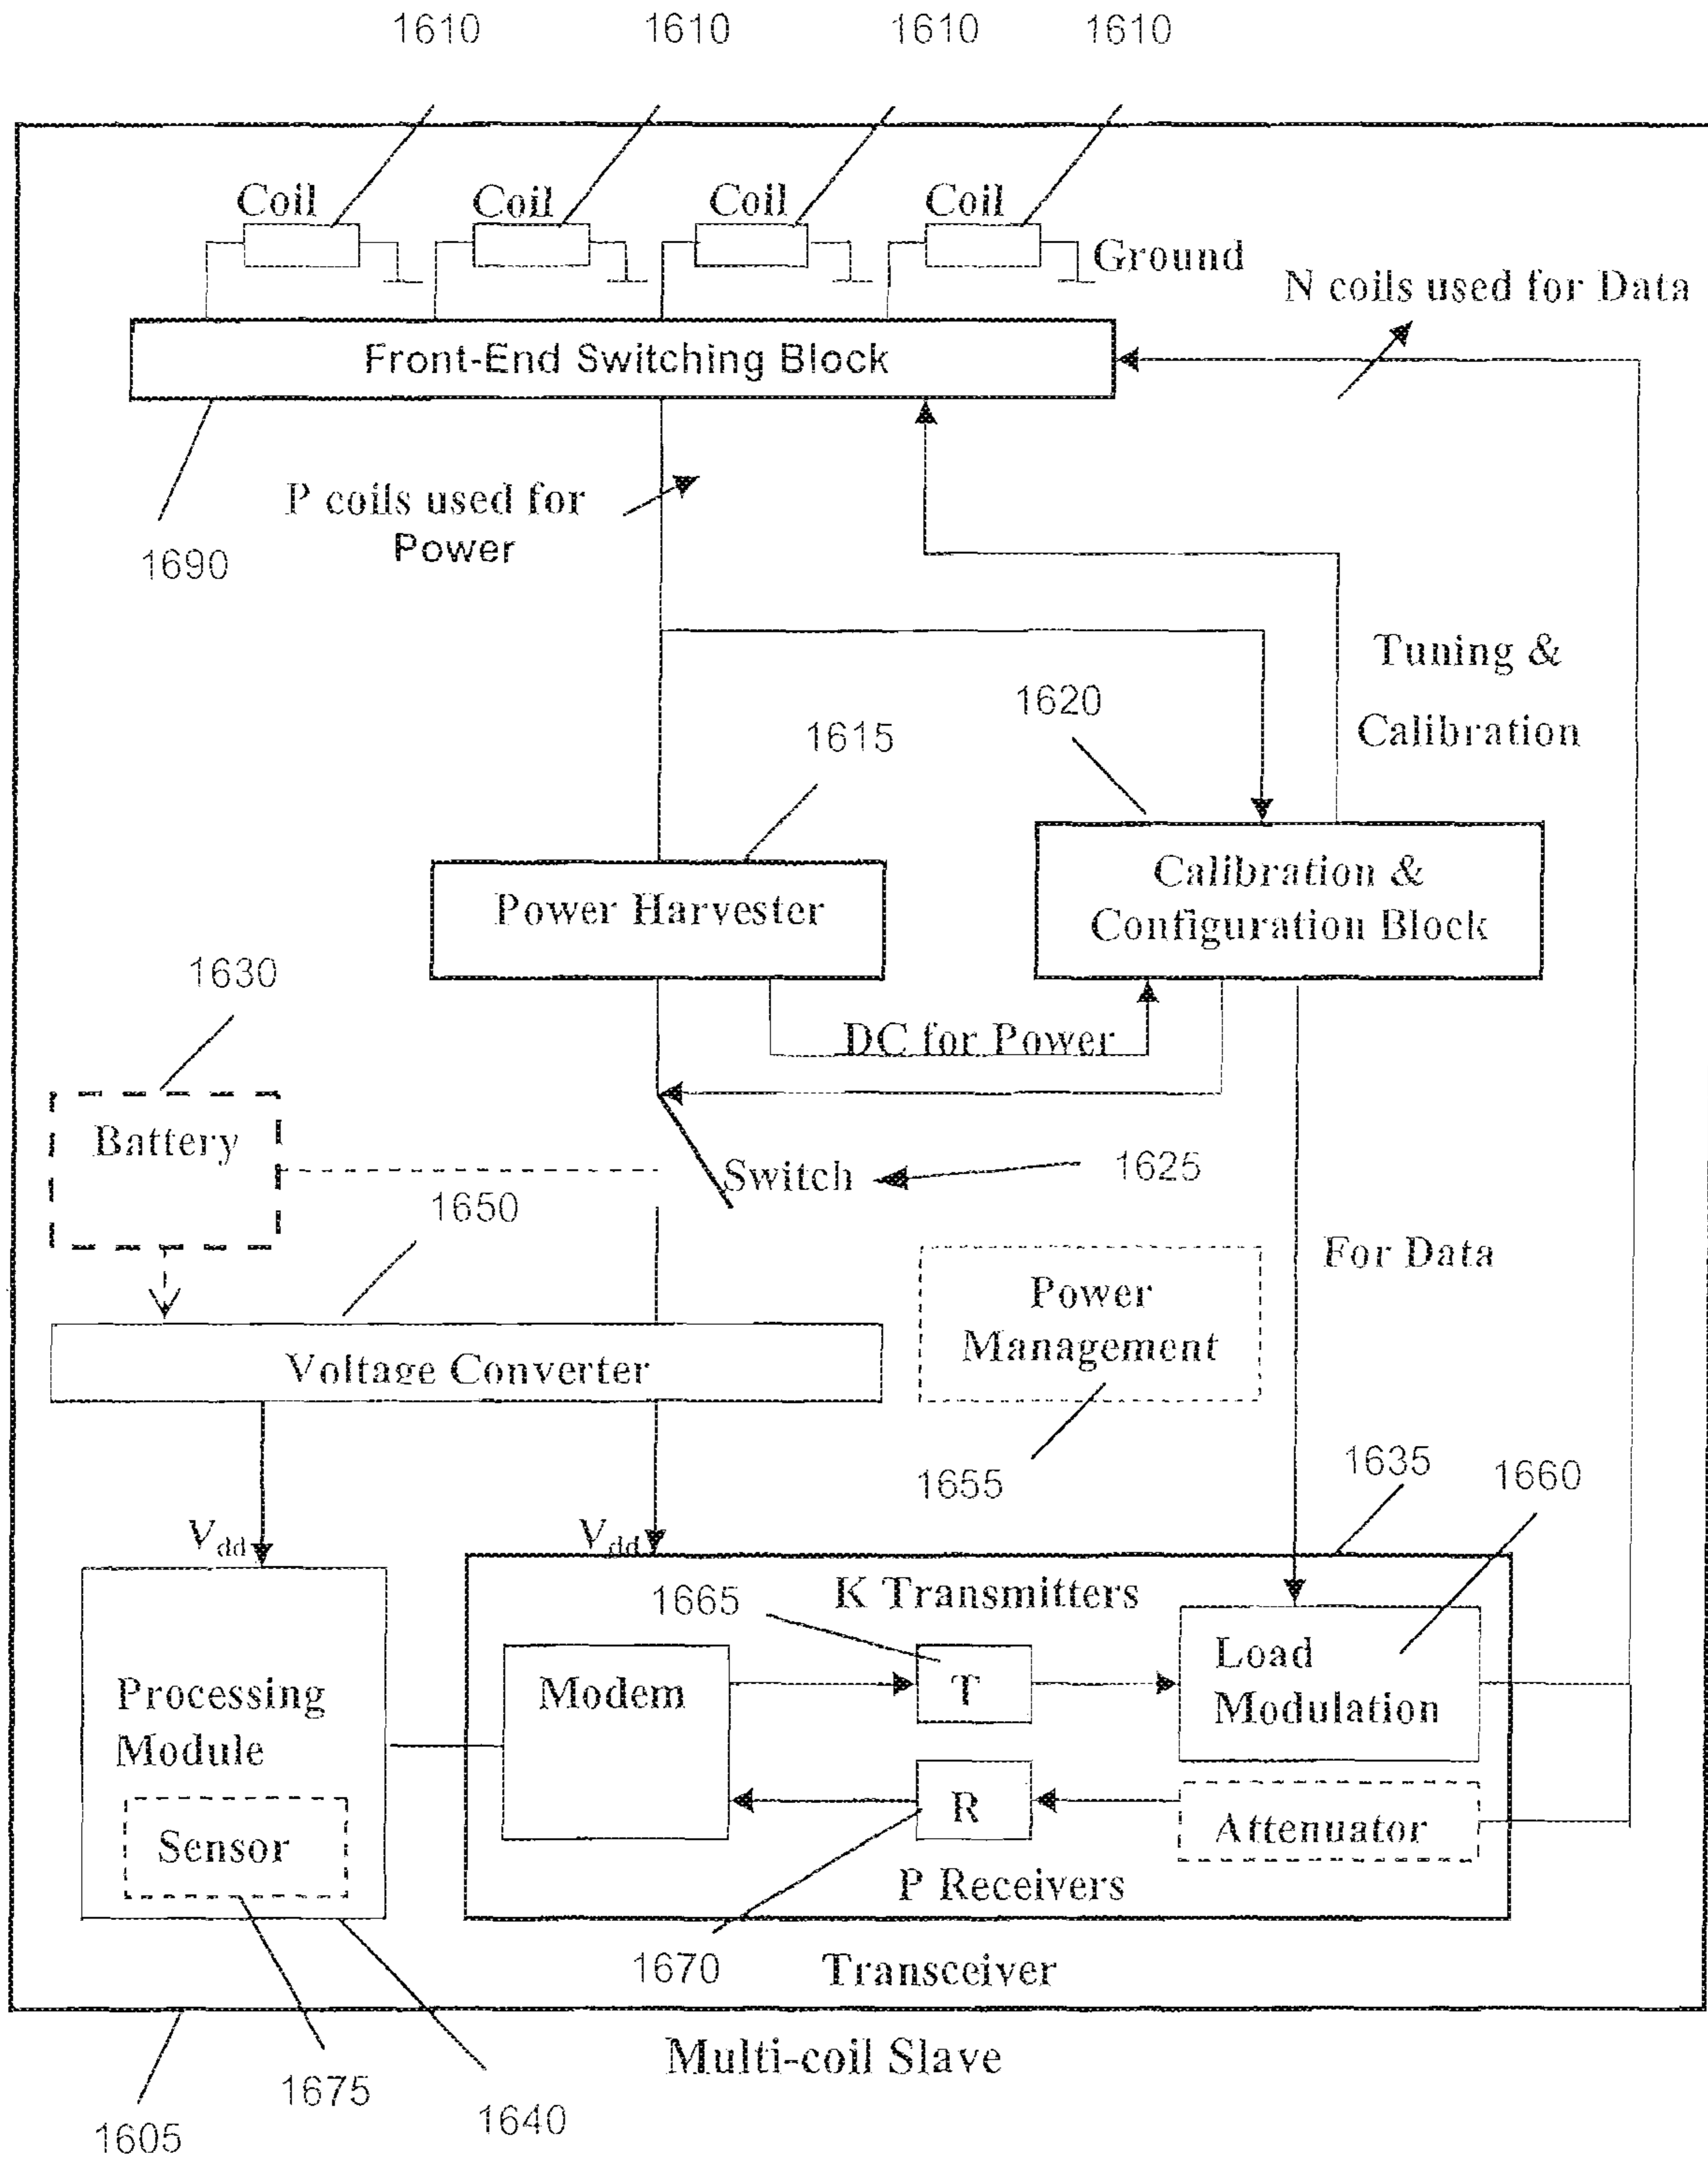 1610 1610 1610 1610
Coil Coil Coil Coil
Ground
N coils used for Data
Front-End Switching Block
P coils used for
Power
1690
Tuning &
Calibration
1620
1615
Calibration &
Configuration Block
Power Harvester
1630
DC for Power
Battery
Switch
1625
1650
For Data
Power
Management
Voltage Converter
1655
1635
1660
Vdd Vdd
K Transmitters
1665
Load
Modulation
T
Modem
Processing
Module
R
Attenuator
Sensor
P Receivers
1670
Transceiver
Multi-coil Slave
1675
1640
1605